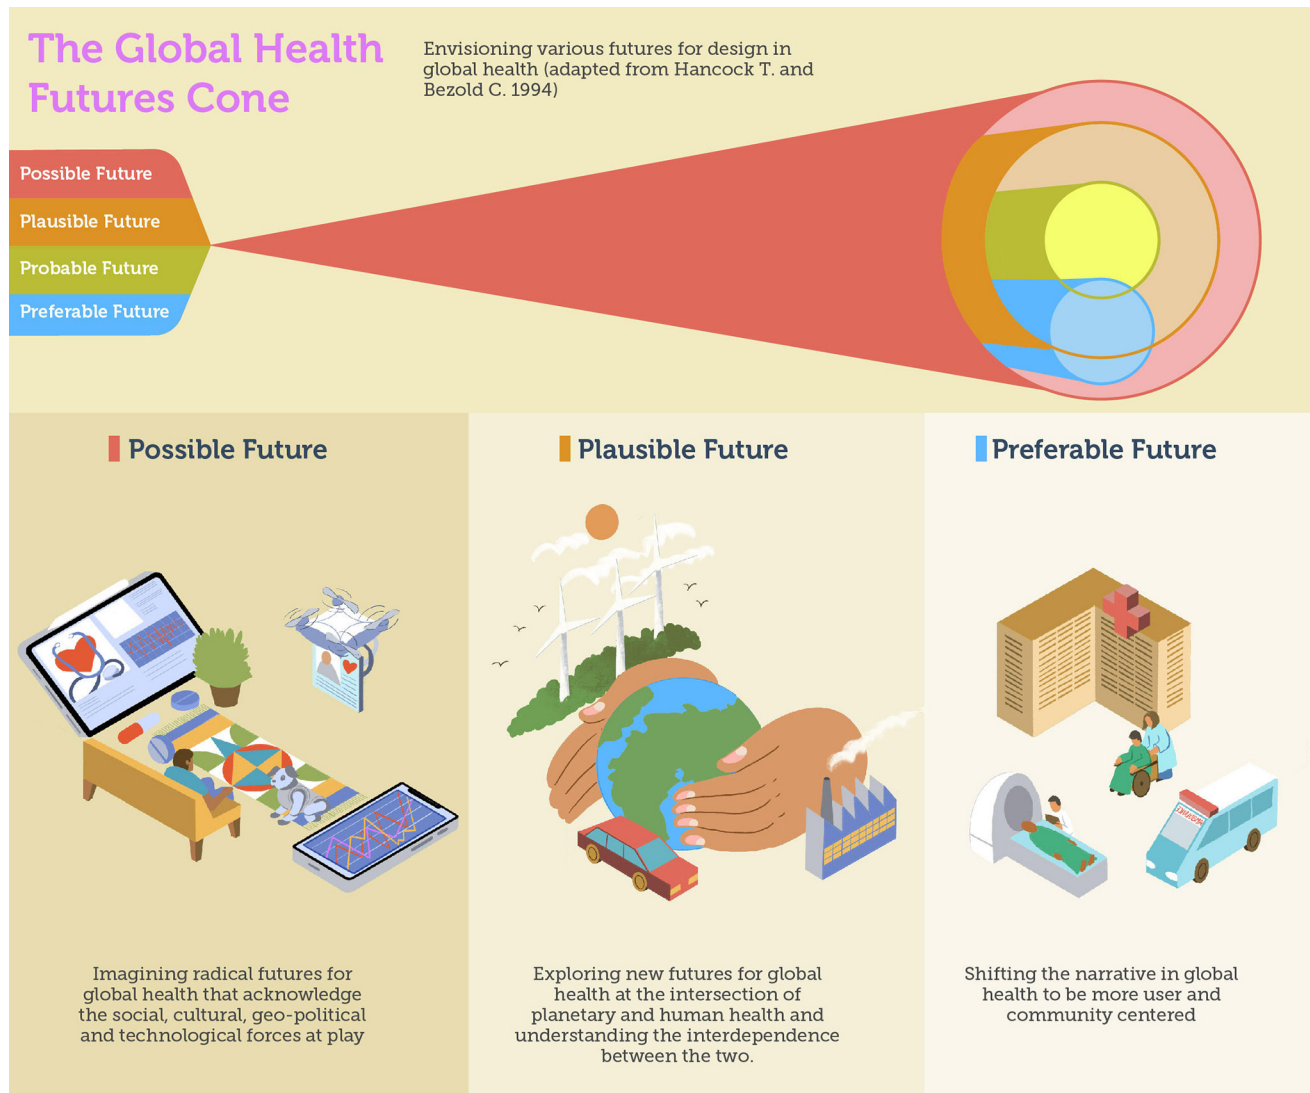 The Global Health
Futures Cone
Envisioning various futures for design in
global health (adapted from Hancock T. and
Bezold C. 1994)
Possible Future
Plausible Future
Probable Future
Preferable Future
Possible Future
Plausible Future
Preferable Future
Imagining radical futures for
global health that acknowledge
the social, cultural, geo-political
and technological forces at play
Exploring new futures for global
health at the intersection of
planetary and human health and
understanding the interdependence
between the two.
Shifting the narrative in global
health to be more user and
community centered